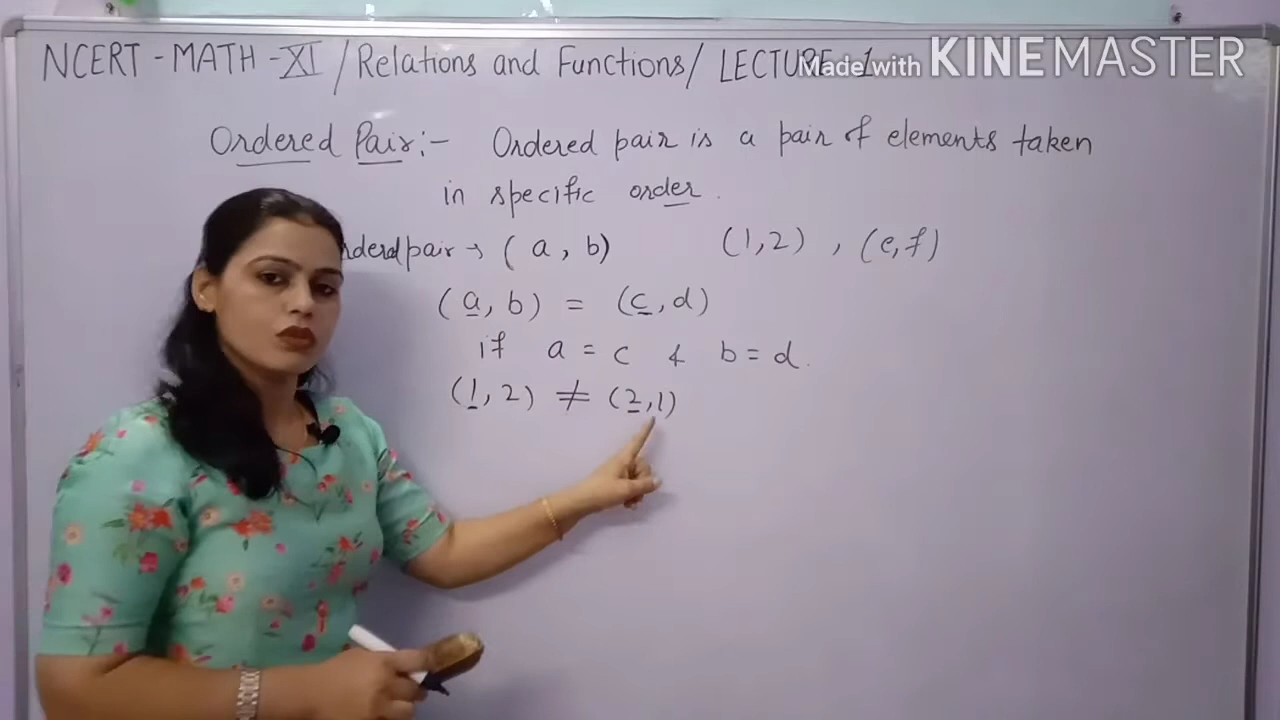 NCERT - MATH - XI / Relations and Functions / LECTURE - 1
Made with KINEMASTER
Ordered Pair :- Ordered pair is a pair of elements taken
in specific order.
pair → (a, b) (1,2) , (e,f)
(a, b) = (c, d)
if a = c & b = d.
(1, 2) ≠ (2,1)